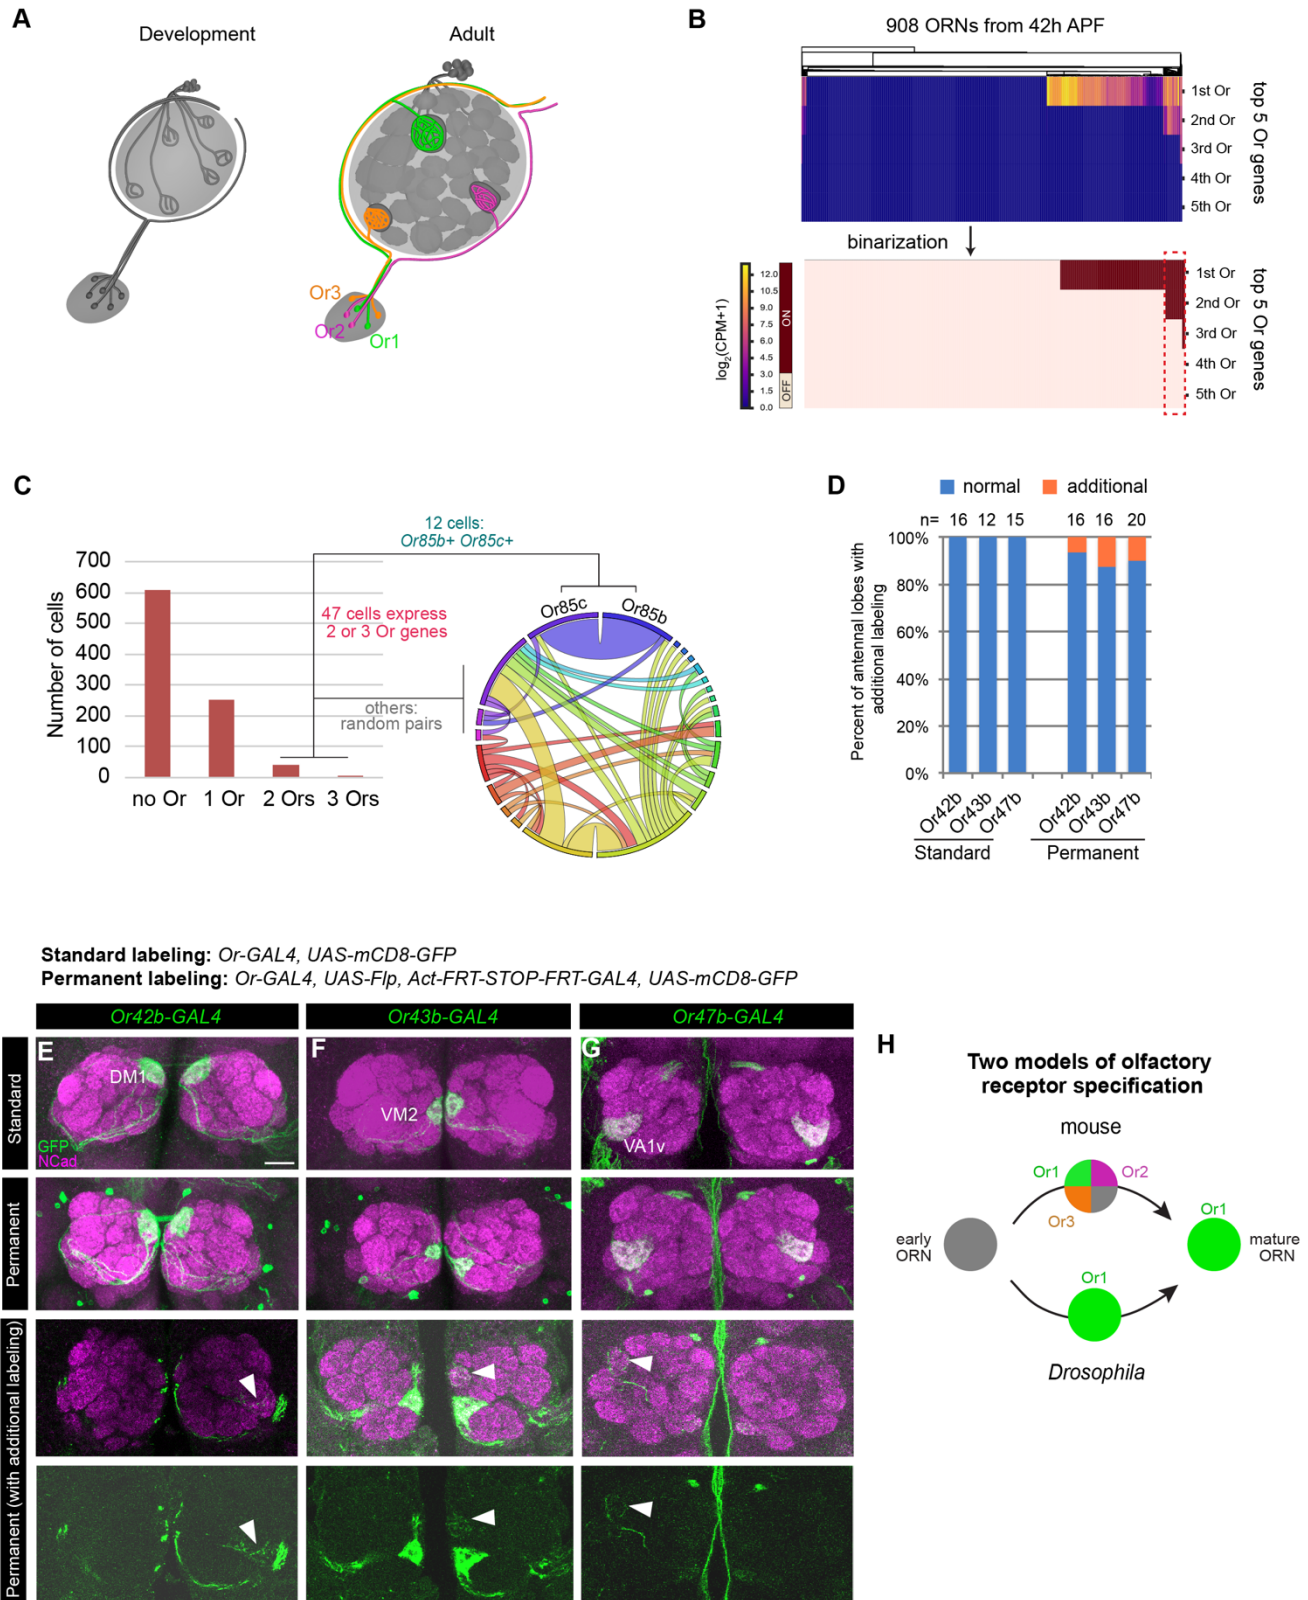 A
Development
Adult
Or3
Or2
Or1
B
908 ORNs from 42h APF
1st Or
2nd Or
3rd Or
4th Or
5th Or
top 5 Or genes
binarization
log2(CPM+1)
12.0
10.5
9.0
7.5
6.0
4.5
3.0
1.5
0.0
ON
OFF
1st Or
2nd Or
3rd Or
4th Or
5th Or
top 5 Or genes
C
Number of cells
700
600
500
400
300
200
100
0
no Or
1 Or
2 Ors
3 Ors
12 cells:
Or85b+ Or85c+
47 cells express
2 or 3 Or genes
others:
random pairs
Or85c
Or85b
D
normal
additional
n= 16 12 15 16 16 20
Percent of antennal lobes with
additional labeling
100%
80%
60%
40%
20%
0%
Or42b
Or43b
Or47b
Or42b
Or43b
Or47b
Standard
Permanent
Standard labeling: Or-GAL4, UAS-mCD8-GFP
Permanent labeling: Or-GAL4, UAS-Flp, Act-FRT-STOP-FRT-GAL4, UAS-mCD8-GFP
Or42b-GAL4
Or43b-GAL4
Or47b-GAL4
Standard
Permanent
Permanent (with additional labeling)
E
DM1
GFP
NCad
F
VM2
G
VA1v
H
Two models of olfactory
receptor specification
mouse
Or1
Or2
Or3
early
ORN
Or1
mature
ORN
Or1
Drosophila